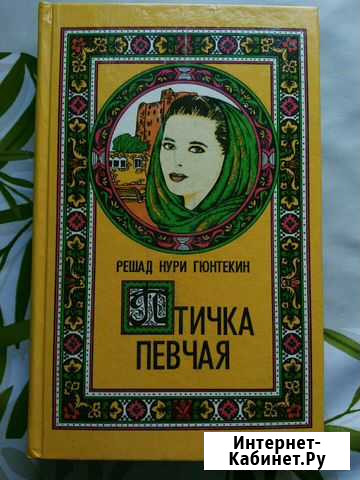 РЕШАД НУРИ ГЮНТЕКИН
ПТИЧКА
ПЕВЧАЯ
Интернет-
Кабинет.Ру